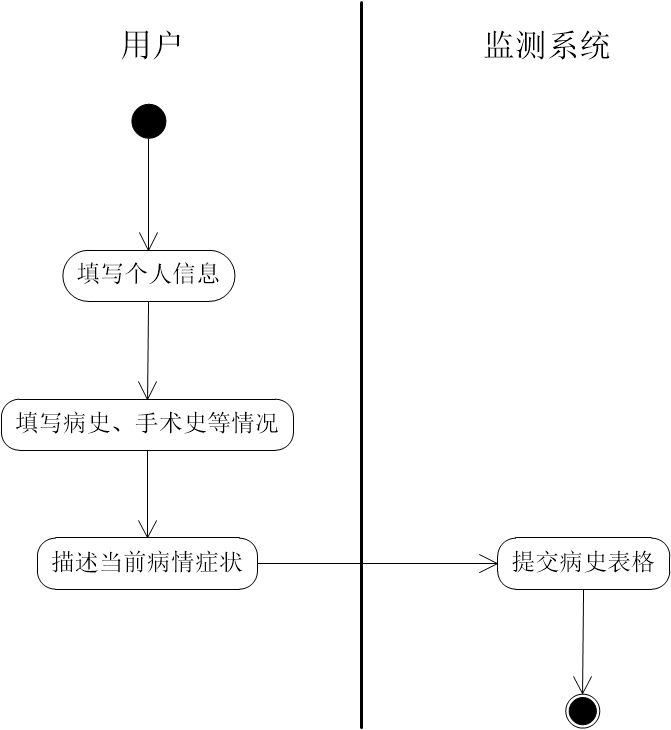 用户
监测系统
填写个人信息
填写病史、手术史等情况
描述当前病情症状
提交病史表格